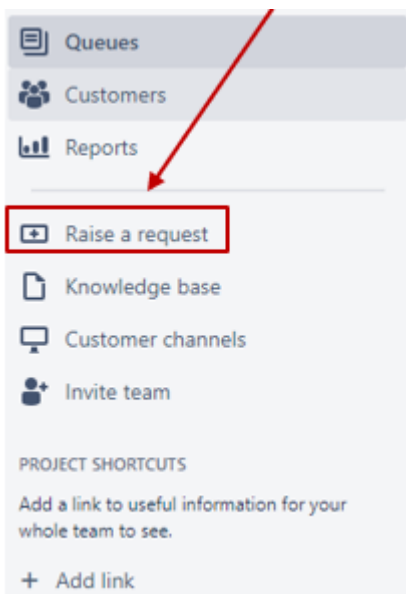 Queues
Customers
Reports
Raise a request
Knowledge base
Customer channels
Invite team
PROJECT SHORTCUTS
Add a link to useful information for your
whole team to see.
+ Add link